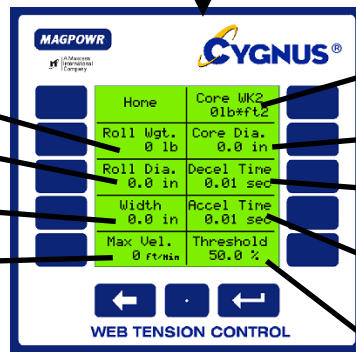 MAGPOWR
A Maxcess
International
Company
CYGNUS®
Home
Core WK2
0lb*ft2
Roll Wgt.
0 lb
Core Dia.
0.0 in
Roll Dia.
0.0 in
Decel Time
0.01 sec
Width
0.0 in
Accel Time
0.01 sec
Max Vel.
0 ft/Min
Threshold
50.0 %
WEB TENSION CONTROL